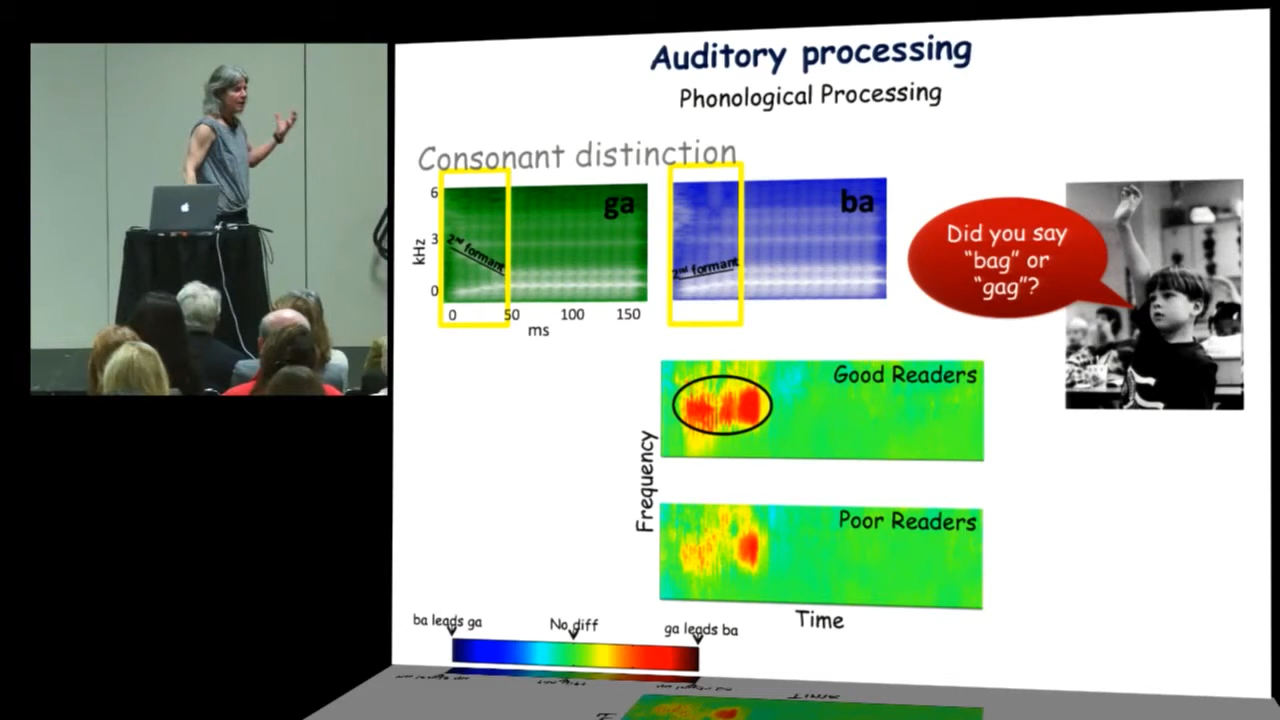 Auditory processing
Phonological Processing
Consonant distinction
ga
ba
6
3
0
kHz
2nd formant
2nd formant
0 50 100 150
ms
Did you say
"bag" or
"gag"?
Good Readers
Poor Readers
Frequency
Time
ba leads ga
No diff
ga leads ba